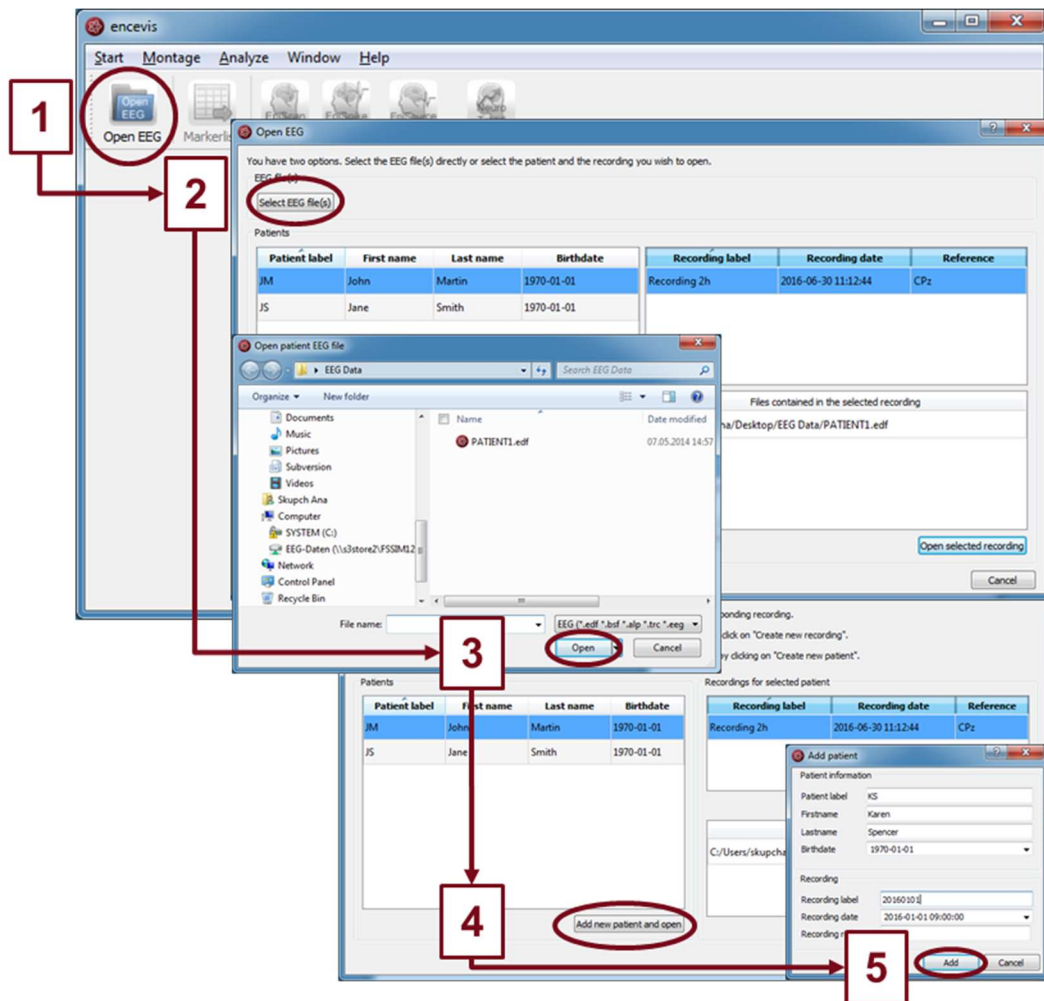 encevis
Start Montage Analyze Window Help
Open EEG
1
Open EEG
Open EEG
You have two options. Select the EEG file(s) directly or select the patient and the recording you wish to open.
EEG file(s)
2
Select EEG file(s)
Patients
Patient label First name Last name Birthdate Recording label Recording date Reference
JM John Martin 1970-01-01 Recording 2h 2016-06-30 11:12:44 CPz
JS Jane Smith 1970-01-01
Open patient EEG file
EEG Data
Search EEG Data
Organize New folder
Files contained in the selected recording
/Desktop/EEG Data/PATIENT1.edf
Name Date modified
PATIENT1.edf 07.05.2014 14:57
Documents
Music
Pictures
Subversion
Videos
Skupch Ana
Computer
SYSTEM (C:)
EEG-Daten (\\s3store2\FSSIM12
Network
Control Panel
Recycle Bin
Open selected recording
Cancel
File name: EEG (*.edf *.bsf *.alp *.trc *.eeg
3
Open Cancel
recording.
click on "Create new recording".
by clicking on "Create new patient".
Patients Recordings for selected patient
Patient label First name Last name Birthdate Recording label Recording date Reference
JM John Martin 1970-01-01 Recording 2h 2016-06-30 11:12:44 CPz
JS Jane Smith 1970-01-01
C:/Users/skupcha
4
Add new patient and open
Add patient
Patient information
Patient label KS
Firstname Karen
Lastname Spencer
Birthdate 1970-01-01
Recording
Recording label 20160101
Recording date 2016-01-01 09:00:00
Recording
5
Add Cancel